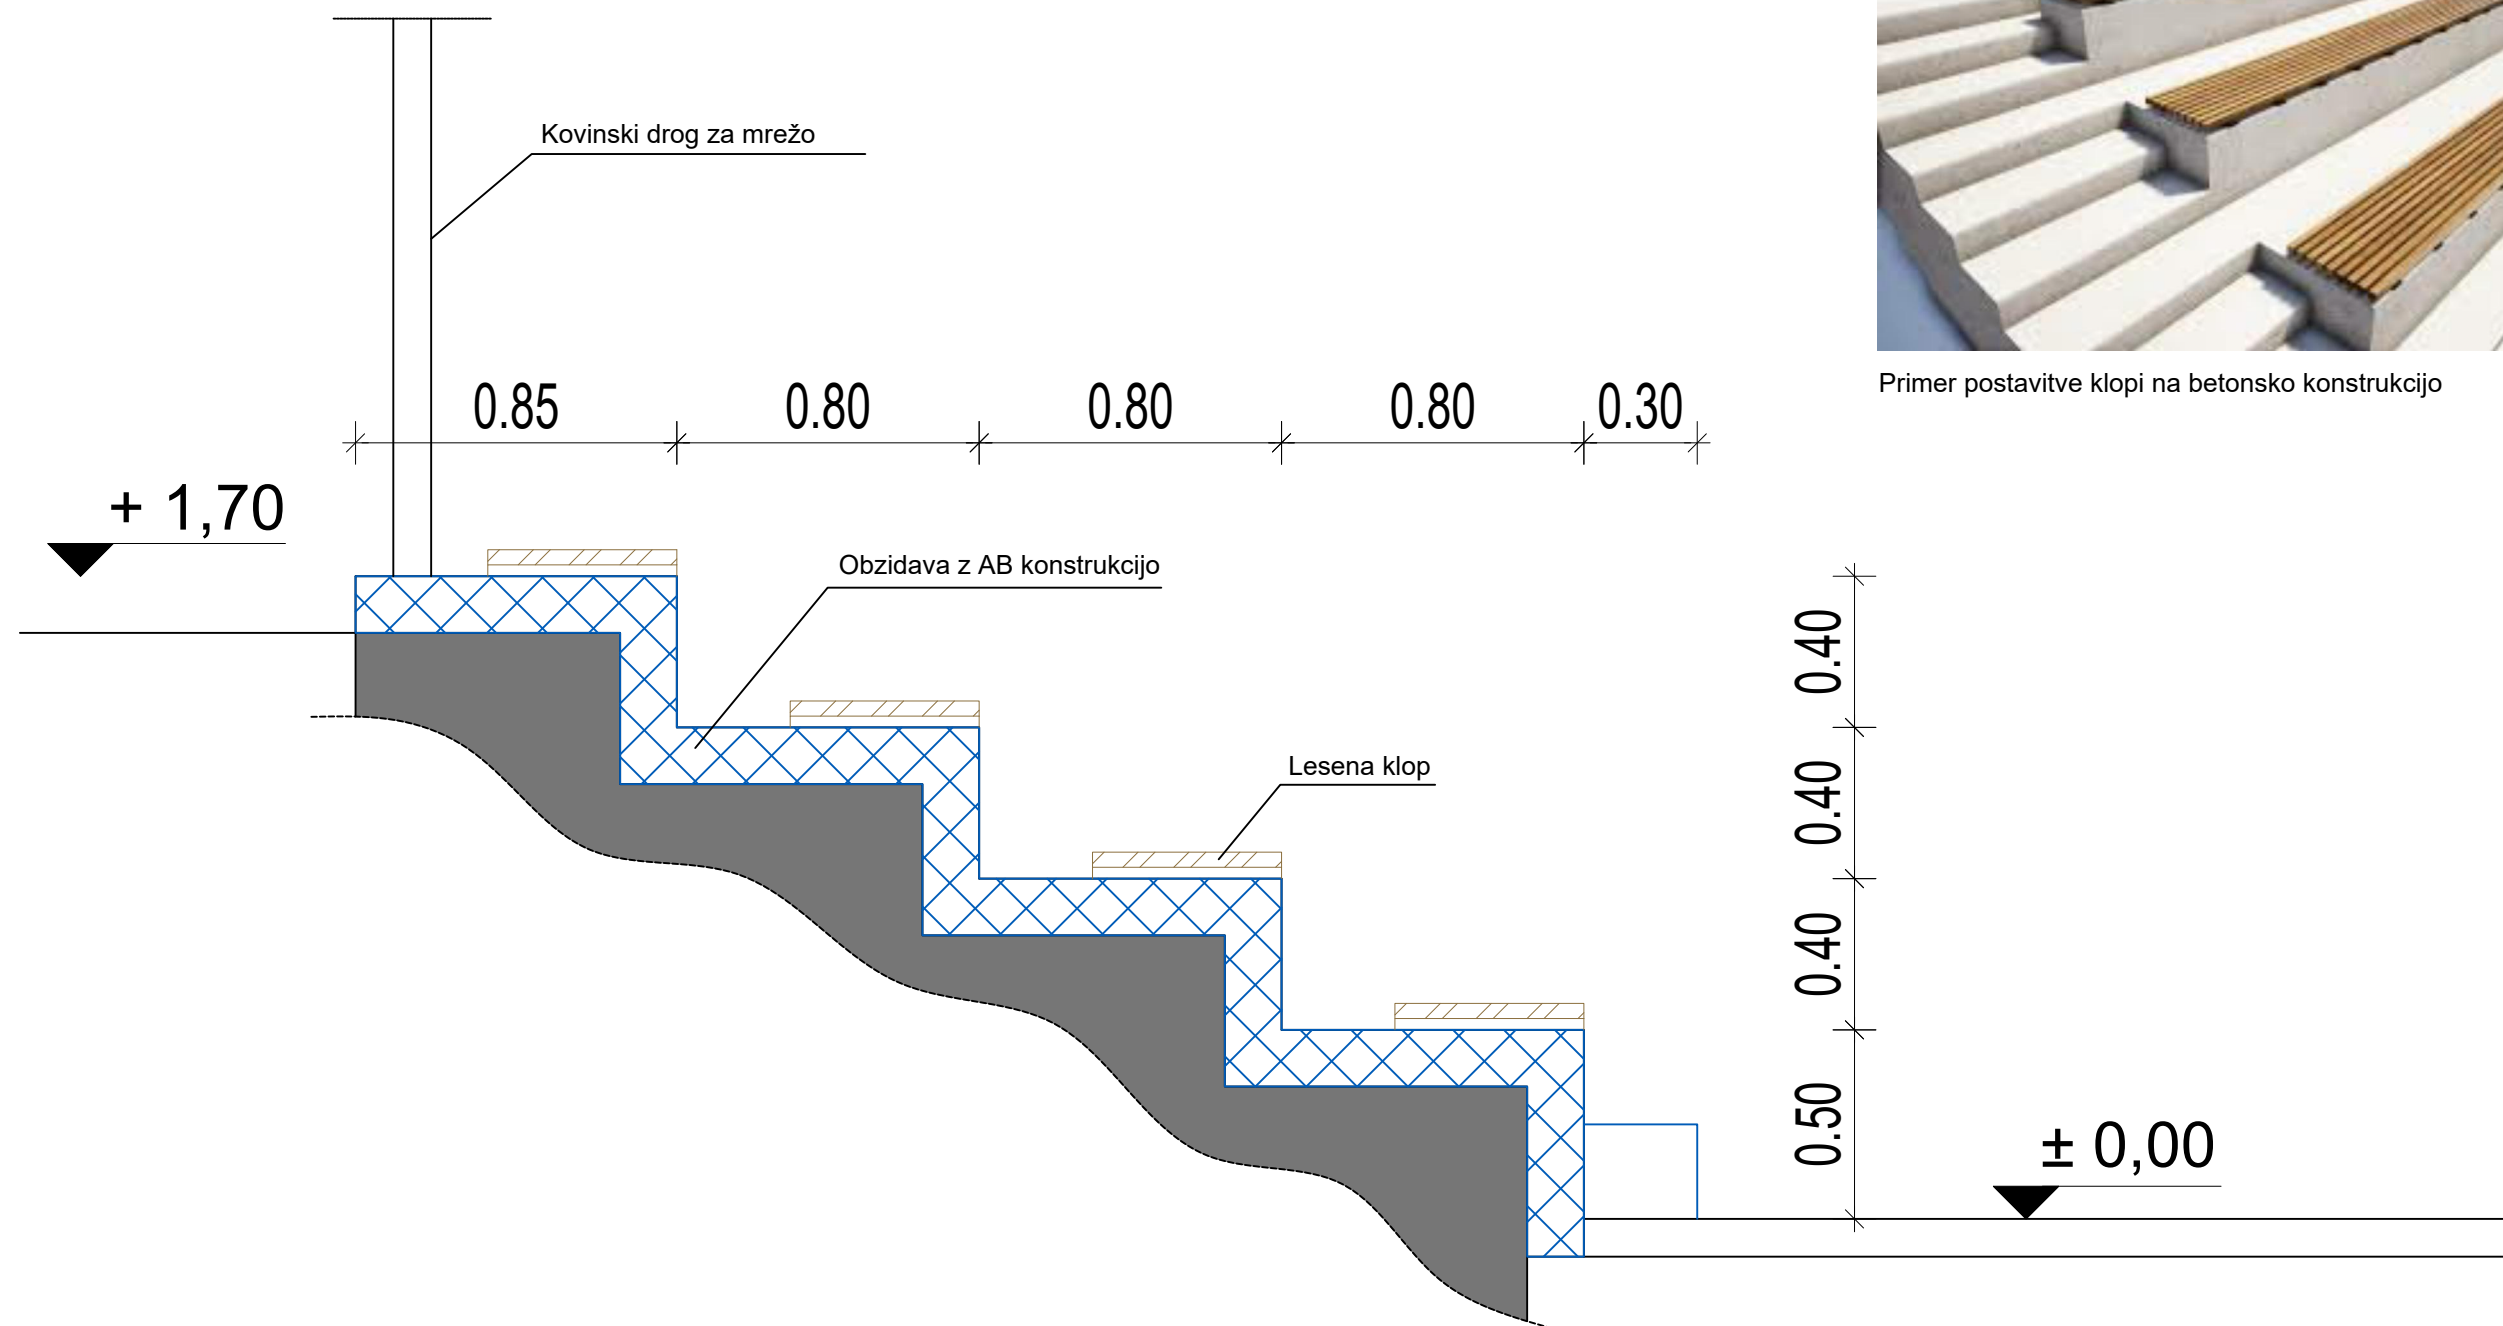 Kovinski drog za mrežo
Primer postavitve klopi na betonsko konstrukcijo
0.85
0.80
0.80
0.80
0.30
+ 1,70
Obzidava z AB konstrukcijo
0.40
0.40
Lesena klop
0.40
0.50
± 0,00